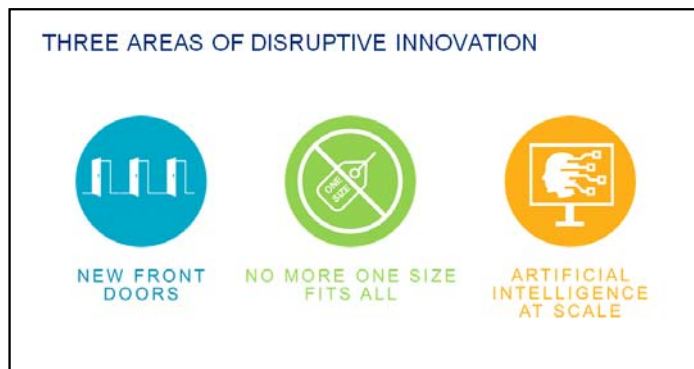 THREE AREAS OF DISRUPTIVE INNOVATION
ONE
SIZE
NEW FRONT
DOORS
NO MORE ONE SIZE
FITS ALL
ARTIFICIAL
INTELLIGENCE
AT SCALE